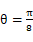 θ = π/8